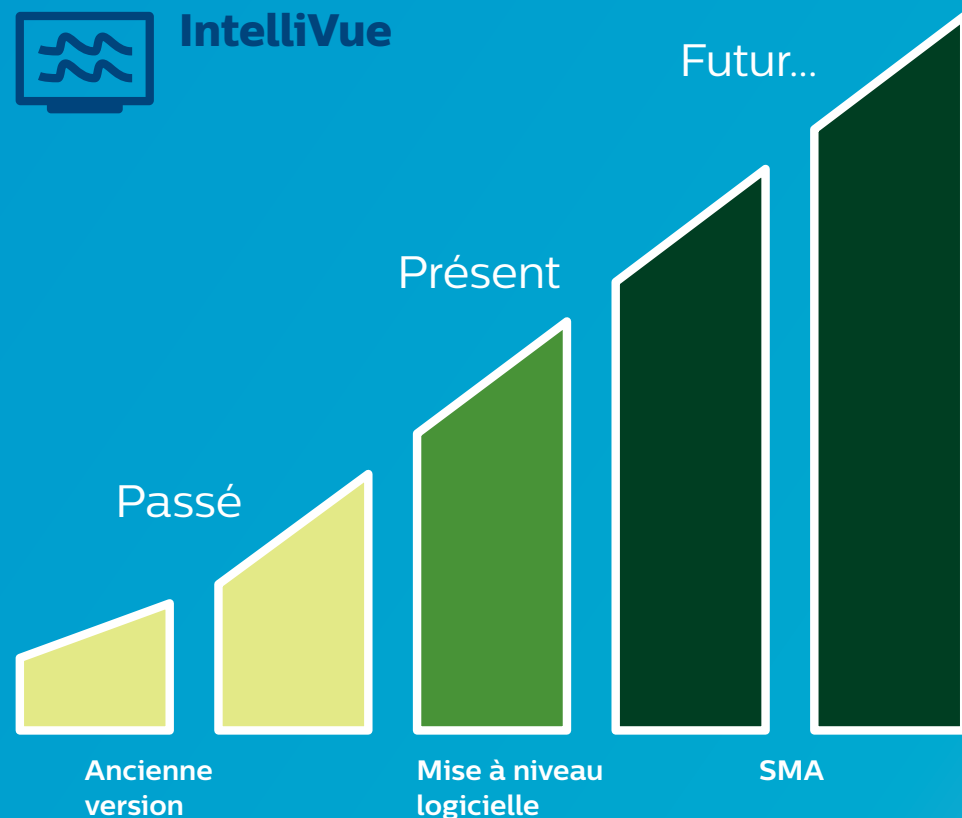 IntelliVue
Futur...
Présent
Passé
Ancienne
version
Mise à niveau
logicielle
SMA